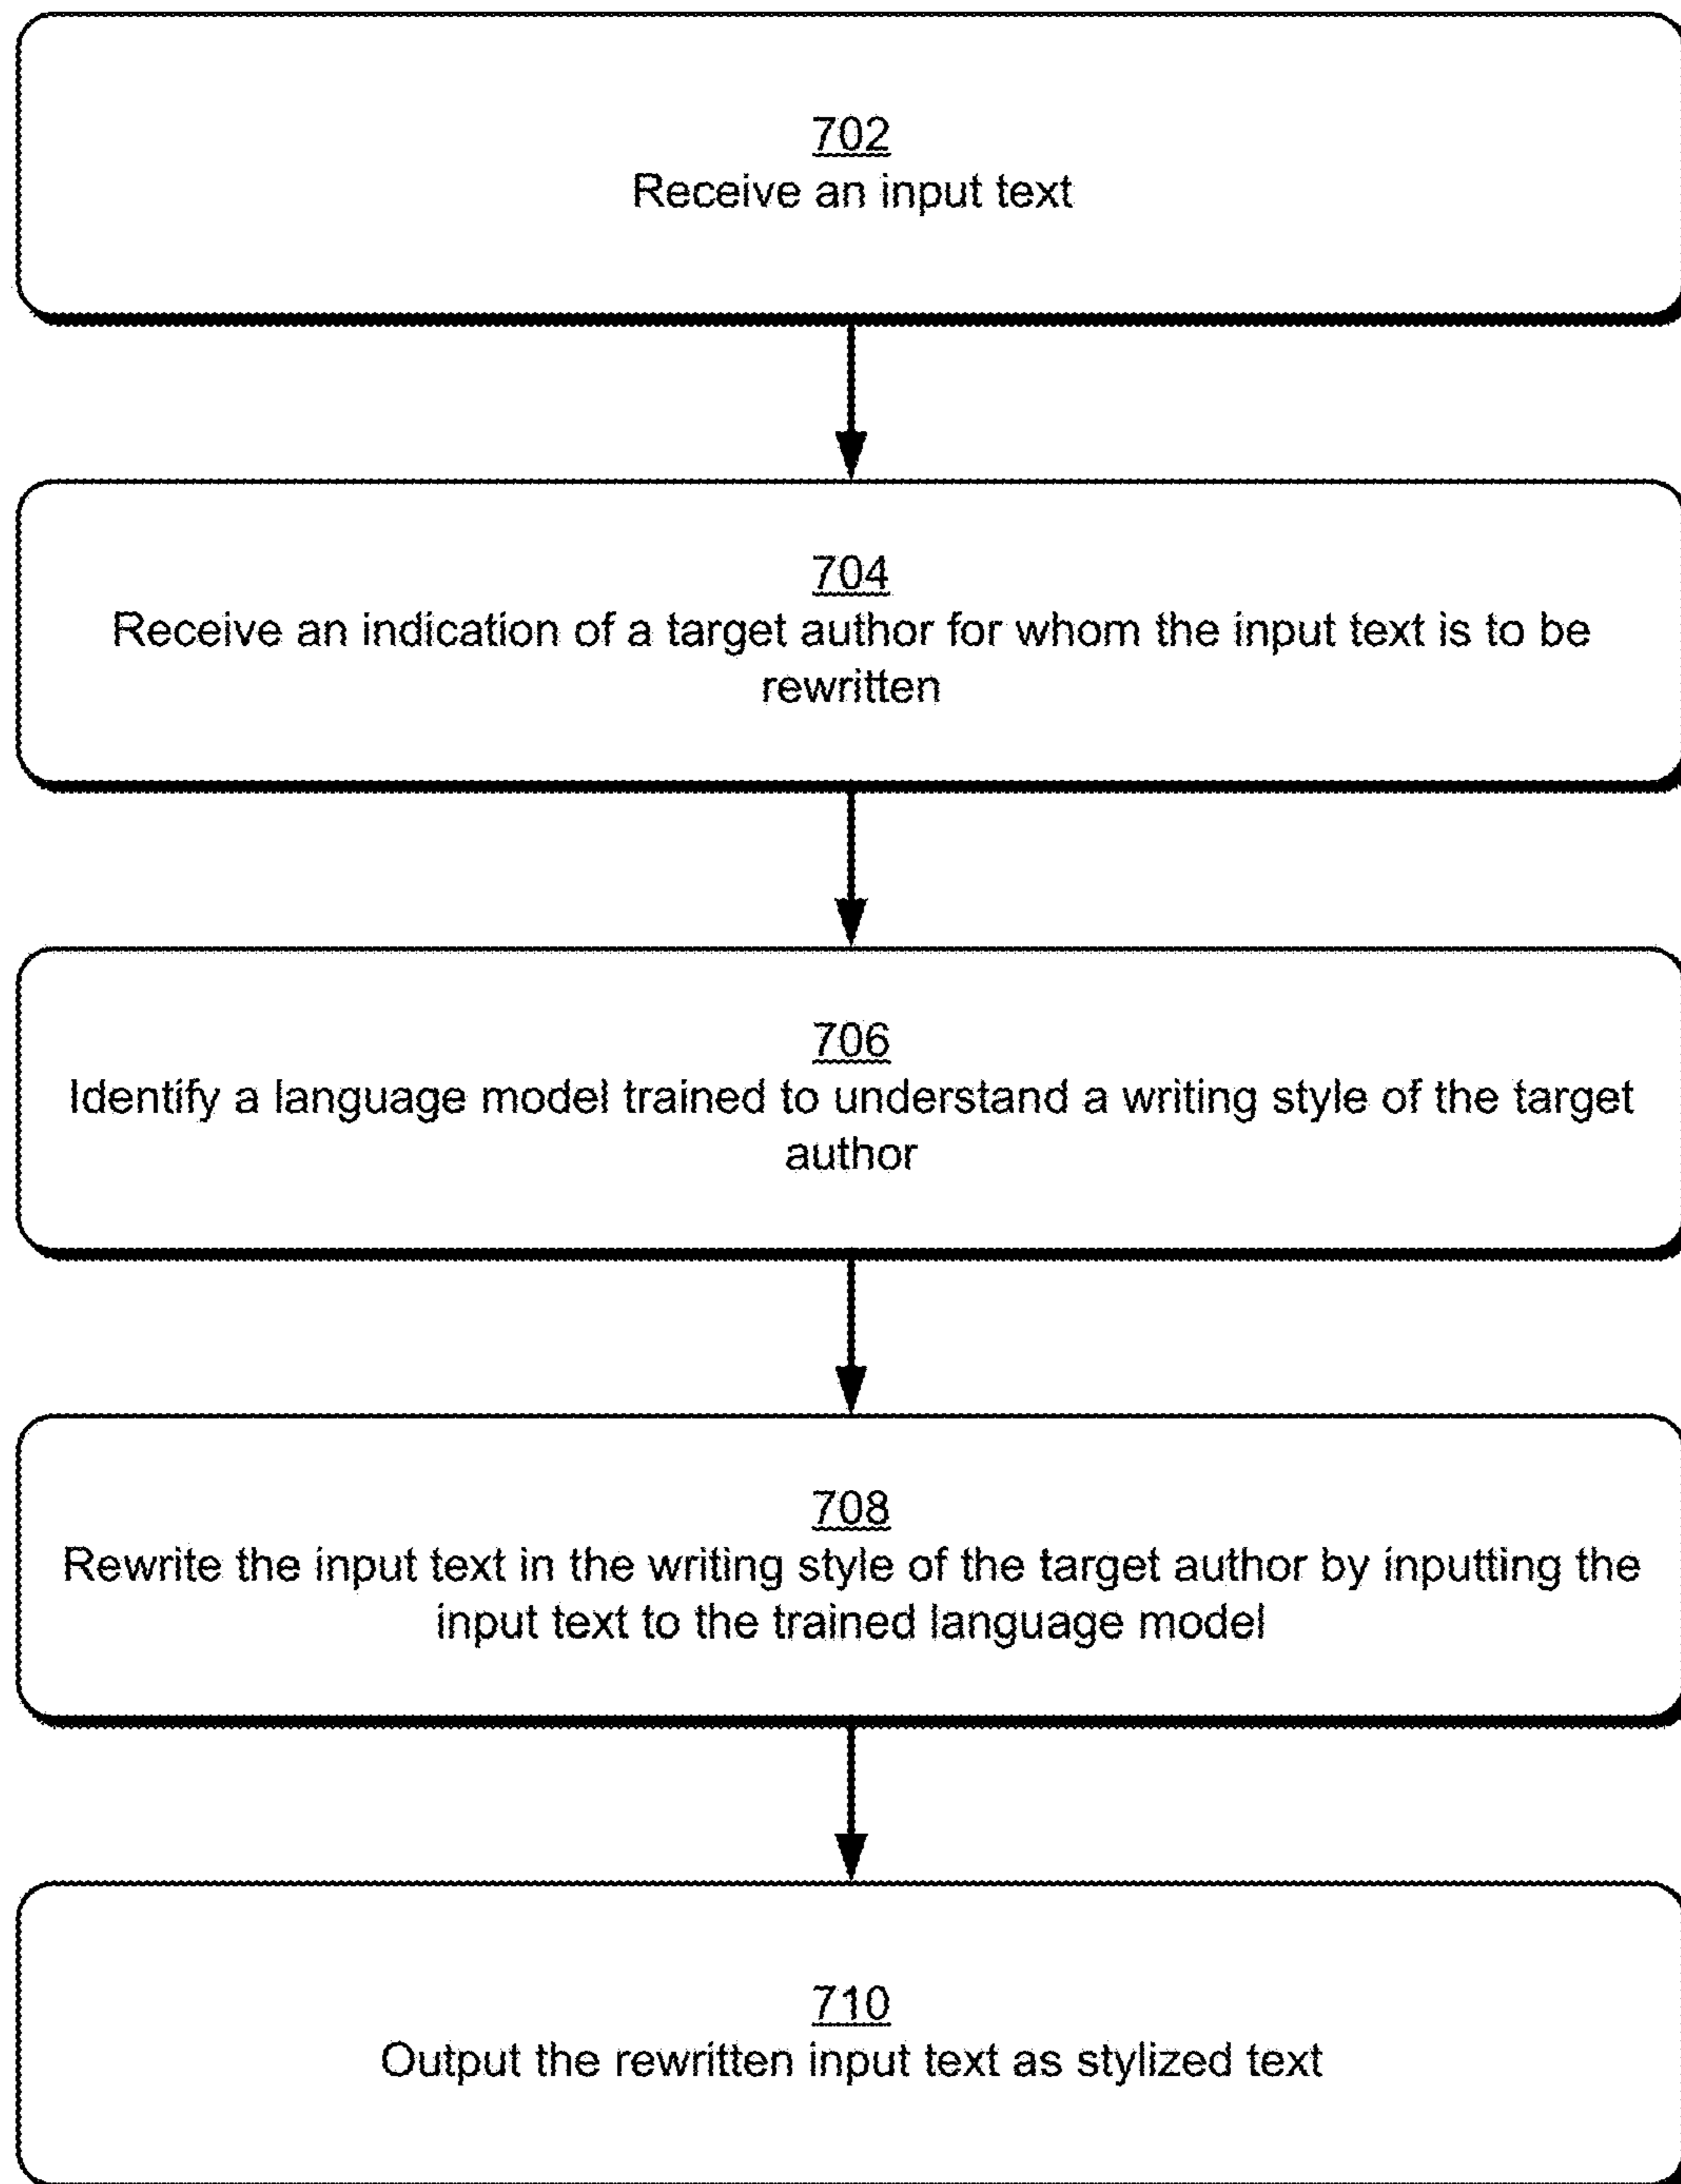 702
Receive an input text
704
Receive an indication of a target author for whom the input text is to be
rewritten
706
Identify a language model trained to understand a writing style of the target
author
708
Rewrite the input text in the writing style of the target author by inputting the
input text to the trained language model
710
Output the rewritten input text as stylized text